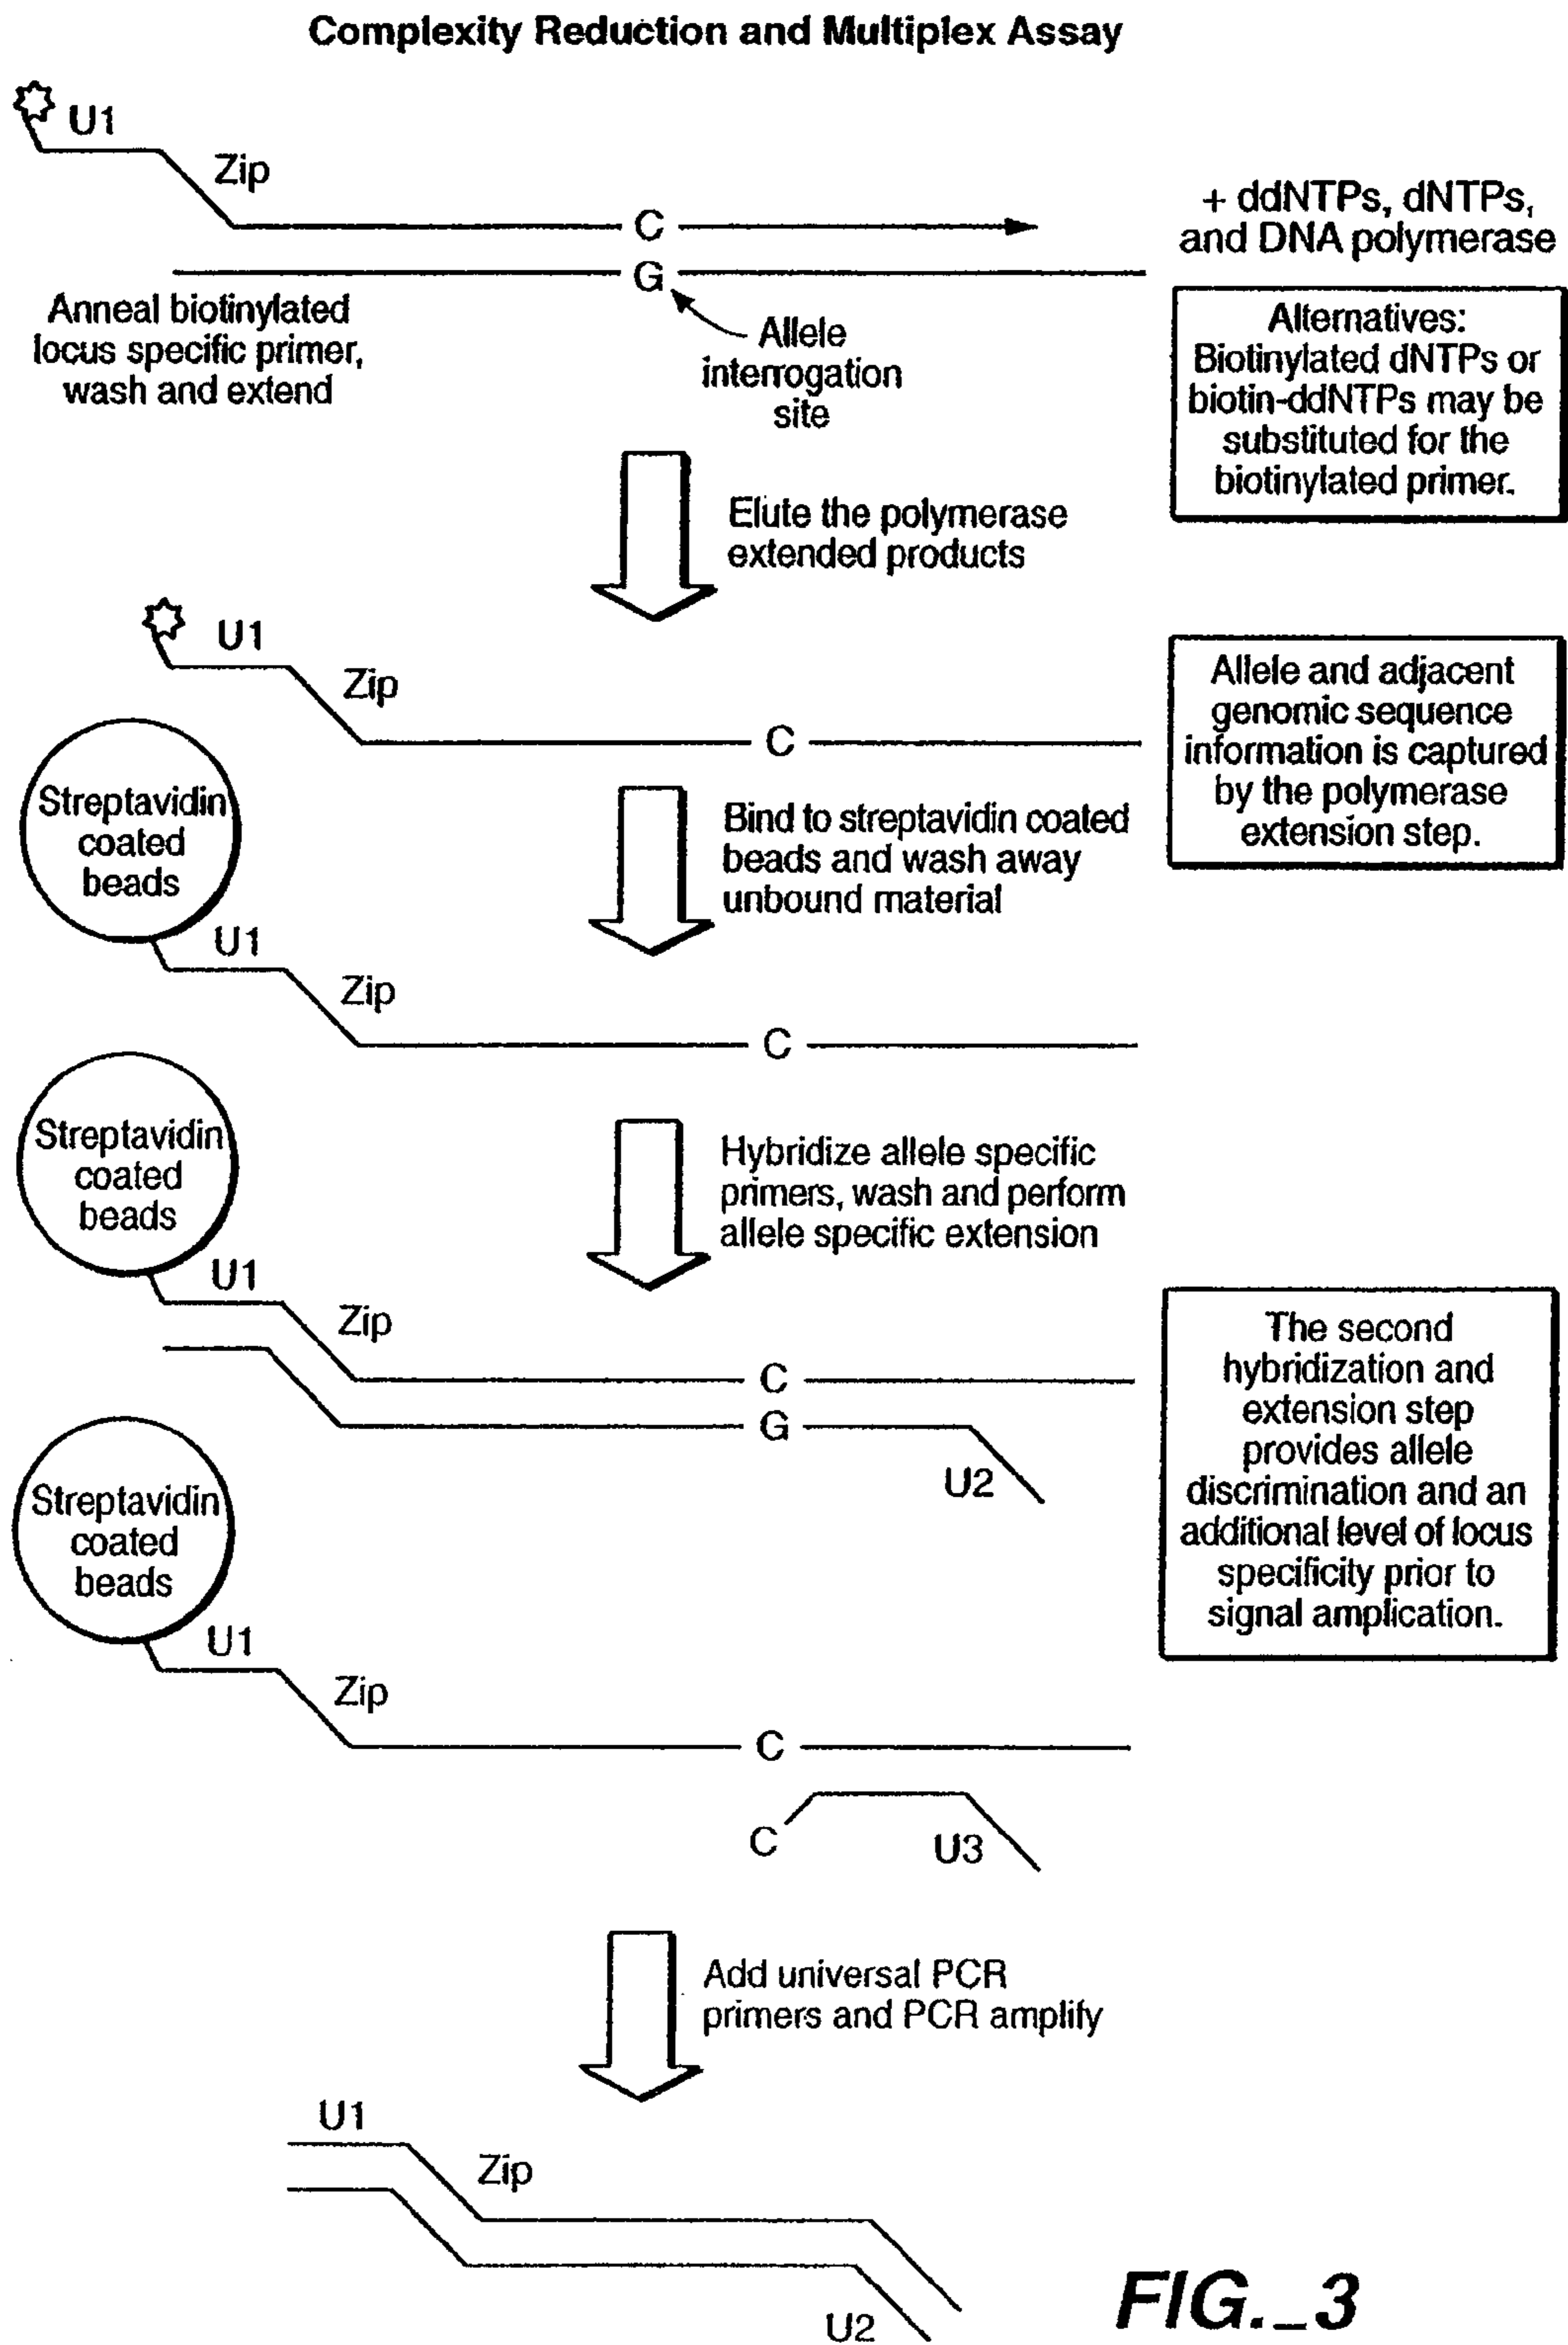 Complexity Reduction and Multiplex Assay
U1
Zip
C
G
+ ddNTPs, dNTPs,
and DNA polymerase
Anneal biotinylated
locus specific primer,
wash and extend
Allele
interrogation
site
Alternatives:
Biotinylated dNTPs or
biotin-ddNTPs may be
substituted for the
biotinylated primer.
Elute the polymerase
extended products
U1
Zip
C
Allele and adjacent
genomic sequence
information is captured
by the polymerase
extension step.
Streptavidin
coated
beads
Bind to streptavidin coated
beads and wash away
unbound material
U1
Zip
C
Streptavidin
coated
beads
Hybridize allele specific
primers, wash and perform
allele specific extension
U1
Zip
C
G
U2
The second
hybridization and
extension step
provides allele
discrimination and an
additional level of locus
specificity prior to
signal amplication.
Streptavidin
coated
beads
U1
Zip
C
C
U3
Add universal PCR
primers and PCR amplify
U1
Zip
U2
FIG._3